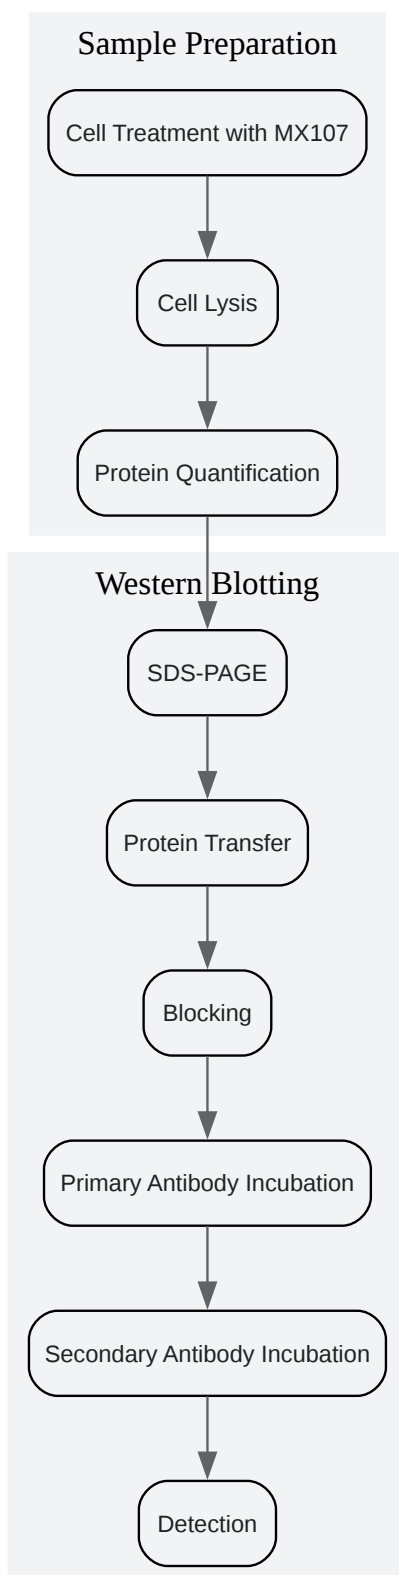 Sample Preparation
Cell Treatment with MX107
Cell Lysis
Protein Quantification
Western Blotting
SDS-PAGE
Protein Transfer
Blocking
Primary Antibody Incubation
Secondary Antibody Incubation
Detection